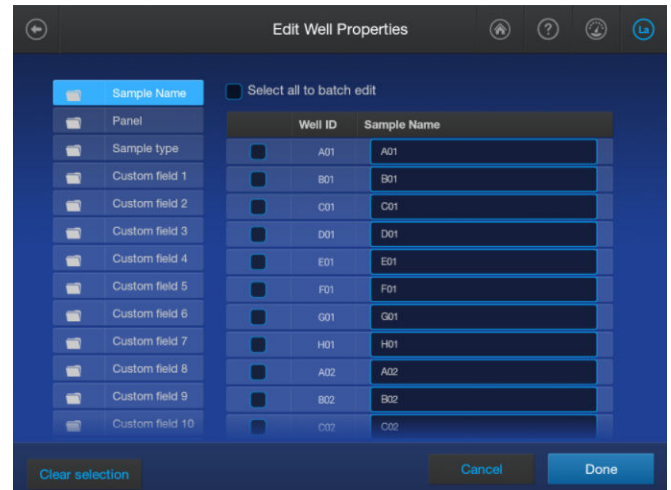 Edit Well Properties
La
Sample Name
Panel
Sample type
Custom field 1
Custom field 2
Custom field 3
Custom field 4
Custom field 5
Custom field 6
Custom field 7
Custom field 8
Custom field 9
Custom field 10
Select all to batch edit
Well ID Sample Name
A01 A01
B01 B01
C01 C01
D01 D01
E01 E01
F01 F01
G01 G01
H01 H01
A02 A02
B02 B02
C02 C02
Clear selection Cancel Done